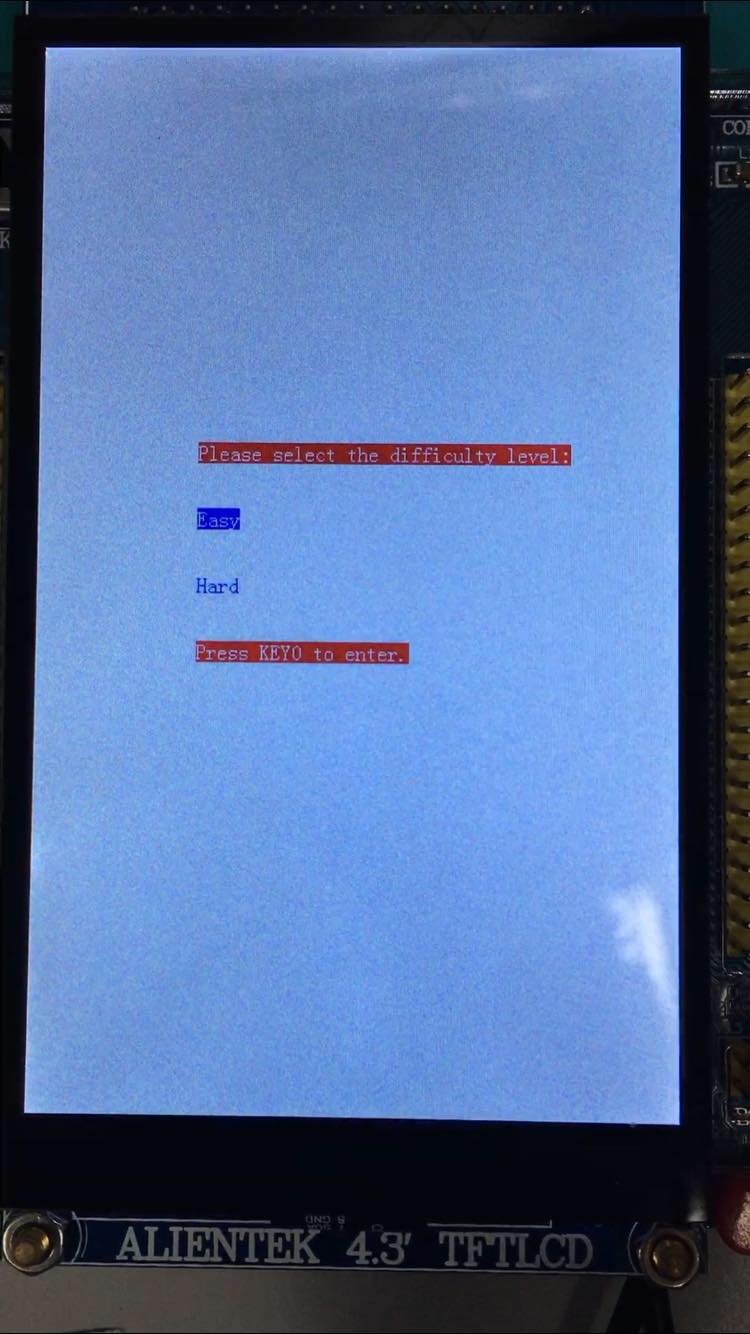 Please select the difficulty level:
Easy
Hard
Press KEY0 to enter.
ALIENTEK 4.3' TFTLCD